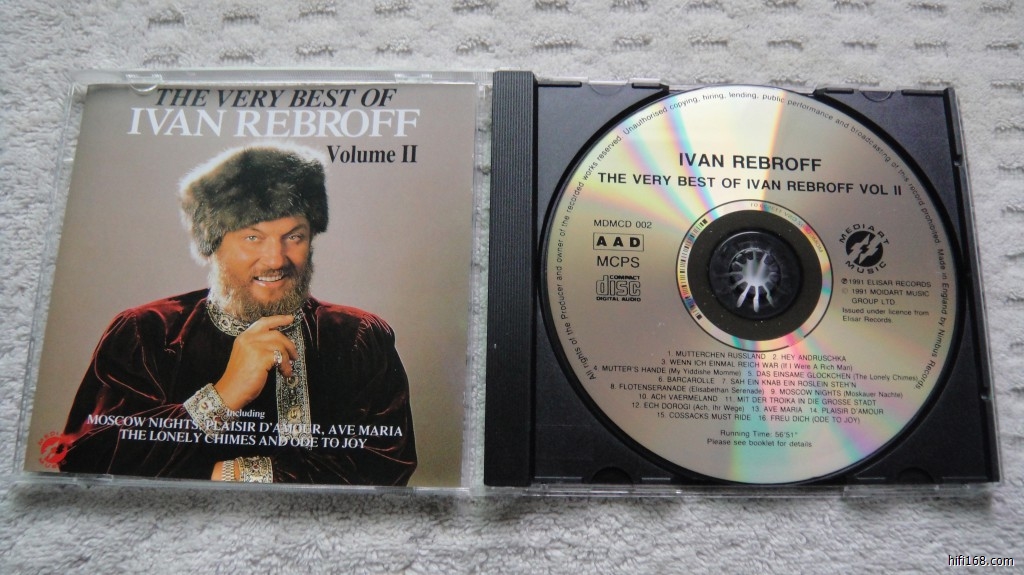 THE VERY BEST OF
IVAN REBROFF
Volume II
Including
MOSCOW NIGHTS, PLAISIR D'AMOUR, AVE MARIA
THE LONELY CHIMES AND ODE TO JOY
All rights of the Producer and owner of the recorded works reserved. Unauthorised copying, hiring, lending, public performance and broadcasting of the record prohibited. Made in England by Nimbus Records
IVAN REBROFF
THE VERY BEST OF IVAN REBROFF VOL II
MDMCD 002
AAD
MCPS
COMPACT
disc
DIGITAL AUDIO
MEDIART
MUSIC
℗ 1991 ELISAR RECORDS
© 1991 MOIDART MUSIC
GROUP LTD
Issued under licence from
Elisar Records.
1. MUTTERCHEN RUSSLAND 2. HEY ANDRUSCHKA
3. WENN ICH EINMAL REICH WAR (If I Were A Rich Man)
MUTTER'S HANDE (My Yiddishe Momme) 5. DAS EINSAME GLOCKCHEN (The Lonely Chimes)
6. BARCAROLLE 7. SAH EIN KNAB EIN ROSLEIN STEH'N
8. FLOTENSERANADE (Elisabethan Serenade) 9. MOSCOW NIGHTS (Moskauer Nachte)
10. ACH VAERMELAND 11. MIT DER TROIKA IN DIE GROSSE STADT
12. ECH DOROGI (Ach, Ihr Wege) 13. AVE MARIA 14. PLAISIR D'AMOUR
15. COSSACKS MUST RIDE 16. FREU DICH (ODE TO JOY)
Running Time: 56'51"
Please see booklet for details
hifi168.com